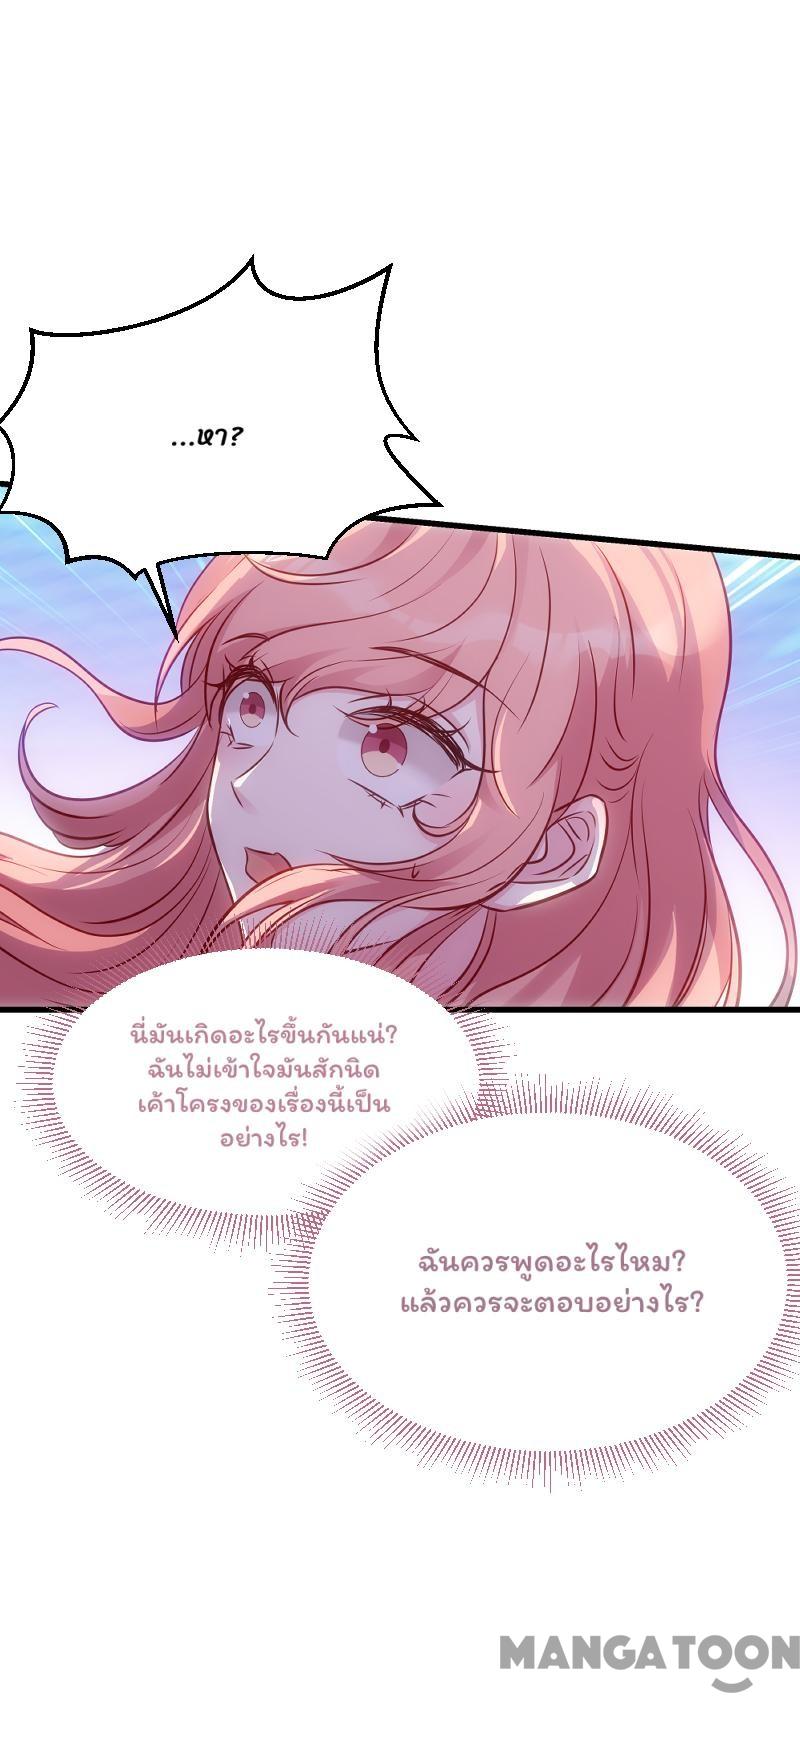 ...หา?
นี่มันเกิดอะไรขึ้นกันแน่?
ฉันไม่เข้าใจมันสักนิด
เค้าโครงของเรื่องนี้เป็น
อย่างไร!
ฉันควรพูดอะไรไหม?
แล้วควรจะตอบอย่างไร?
MANGATOON